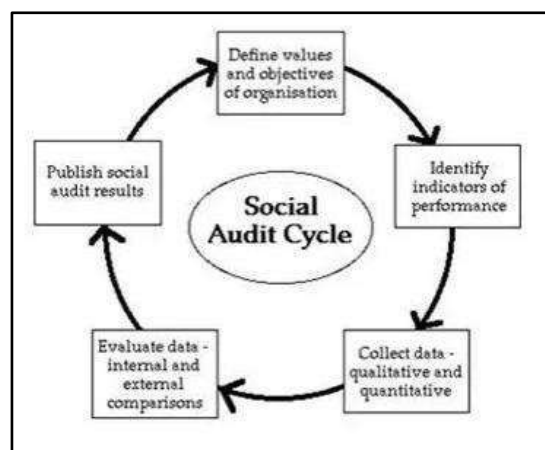 Define values
and objectives
of organisation
Publish social
audit results
Identify
indicators of
performance
Social
Audit Cycle
Evaluate data -
internal and
external
comparisons
Collect data -
qualitative and
quantitative